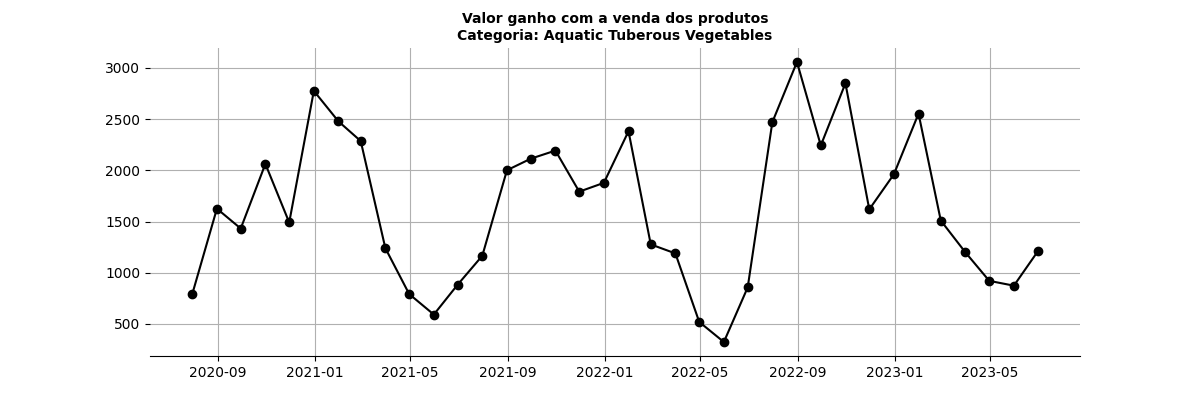 Valor ganho com a venda dos produtos
Categoria: Aquatic Tuberous Vegetables
3000
2500
2000
1500
1000
500
2020-09 2021-01 2021-05 2021-09 2022-01 2022-05 2022-09 2023-01 2023-05